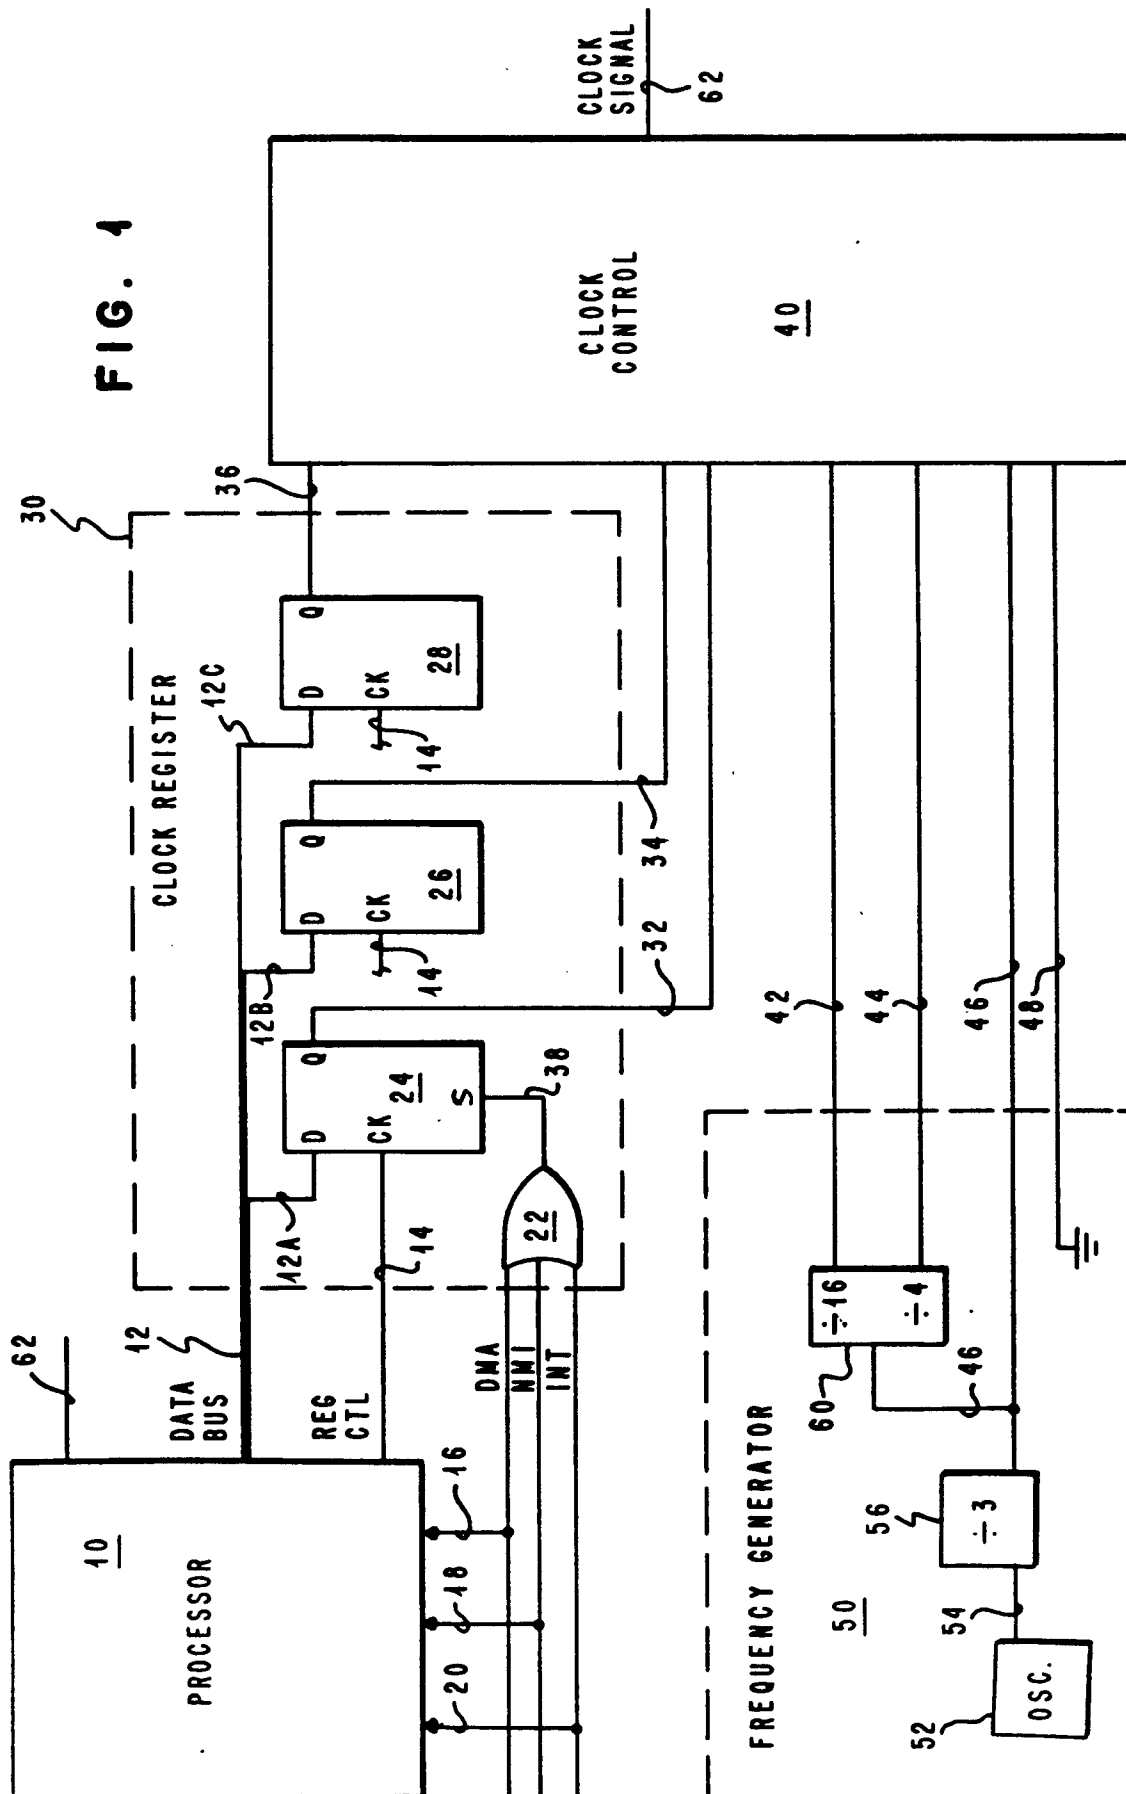 FIG. 1
30
CLOCK REGISTER
36
CLOCK
SIGNAL
62
CLOCK
CONTROL
40
62
12
DATA
BUS
10
PROCESSOR
REG
CTL
14
12A
12B
12C
D
Q
CK
24
S
D
Q
CK
26
14
D
Q
CK
28
14
38
22
DMA
NMI
INT
16
18
20
32
34
42
44
46
48
÷16
÷4
60
46
FREQUENCY GENERATOR
50
56
÷3
54
52
OSC.